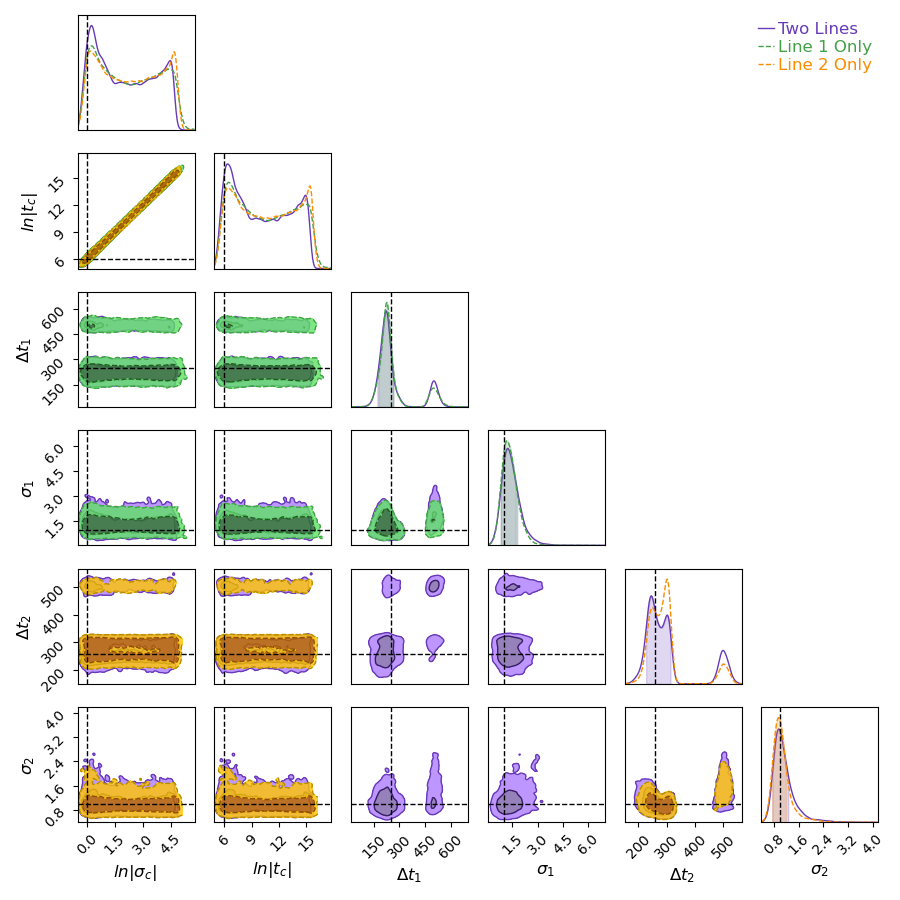 Two Lines
Line 1 Only
Line 2 Only
ln|t_c|
15
12
9
6
Δt_1
600
450
300
150
σ_1
6.0
4.5
3.0
1.5
Δt_2
500
400
300
200
σ_2
4.0
3.2
2.4
1.6
0.8
0.0 1.5 3.0 4.5
6 9 12 15
150 300 450 600
1.5 3.0 4.5 6.0
200 300 400 500
0.8 1.6 2.4 3.2 4.0
ln|σ_c| ln|t_c| Δt_1 σ_1 Δt_2 σ_2